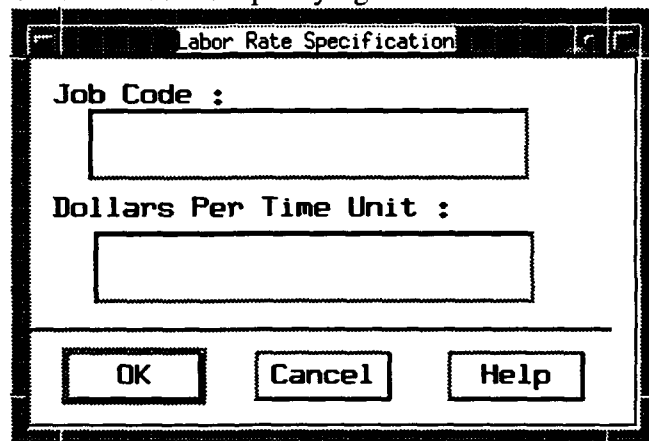 Labor Rate Specification
Job Code :
Dollars Per Time Unit :
OK Cancel Help